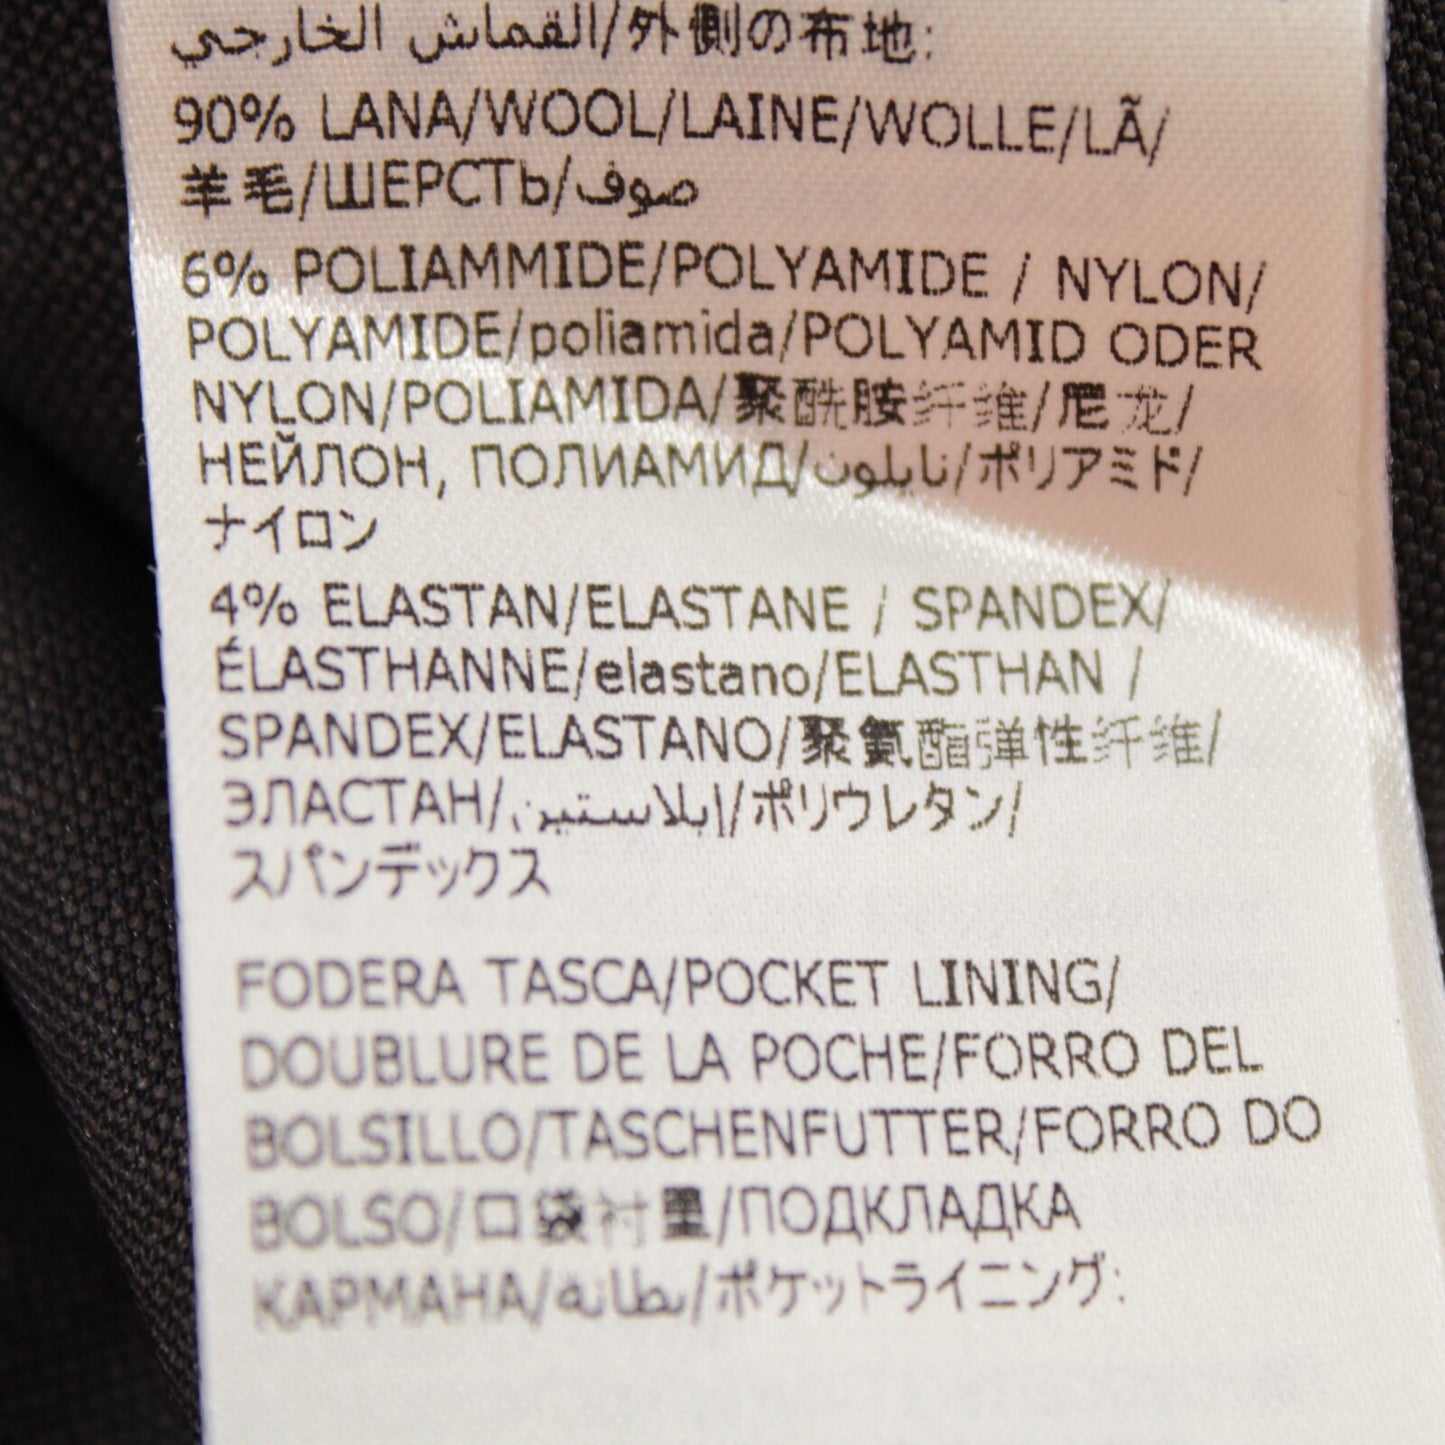 القماش الخارجي/外側の布地:
90% LANA/WOOL/LAINE/WOLLE/LÃ/
羊毛/ШЕРСТЬ/صوف
6% POLIAMMIDE/POLYAMIDE / NYLON/
POLYAMIDE/poliamida/POLYAMID ODER
NYLON/POLIAMIDA/聚酰胺纤维/尼龙/
НЕЙЛОН, ПОЛИАМИД/نايلون/ポリアミド/
ナイロン
4% ELASTAN/ELASTANE / SPANDEX/
ÉLASTHANNE/elastano/ELASTHAN /
SPANDEX/ELASTANO/聚氨酯弹性纤维/
ЭЛАСТАН/إيلاستين/ポリウレタン/
スパンデックス
FODERA TASCA/POCKET LINING/
DOUBLURE DE LA POCHE/FORRO DEL
BOLSILLO/TASCHENFUTTER/FORRO DO
BOLSO/口袋衬里/ПОДКЛАДКА
КАРМАНА/بطانة/ポケットライニング: